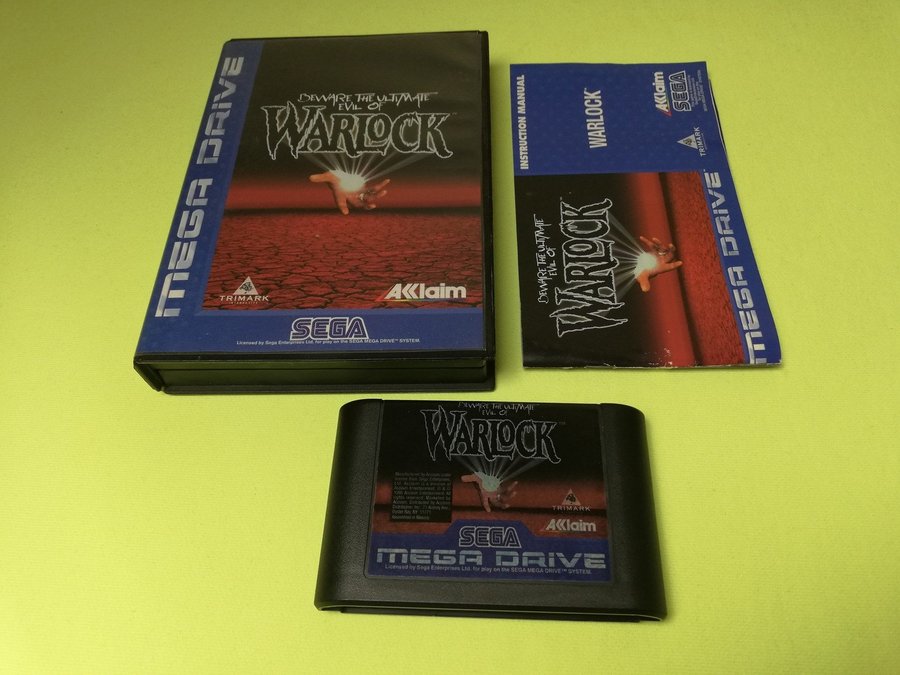 MEGA DRIVE
BEWARE THE ULTIMATE
EVIL OF
WARLOCK
TRIMARK
AKklaim
SEGA
Licensed by Sega Enterprises Ltd. for play on the SEGA MEGA DRIVE™ SYSTEM.
INSTRUCTION MANUAL
WARLOCK
TRIMARK
AKklaim
SEGA
BEWARE THE ULTIMATE
EVIL OF
WARLOCK
MEGA DRIVE
BEWARE THE ULTIMATE
EVIL OF
WARLOCK
TRIMARK
AKklaim
SEGA
MEGA DRIVE
Licensed by Sega Enterprises Ltd. for play on the SEGA MEGA DRIVE™ SYSTEM.